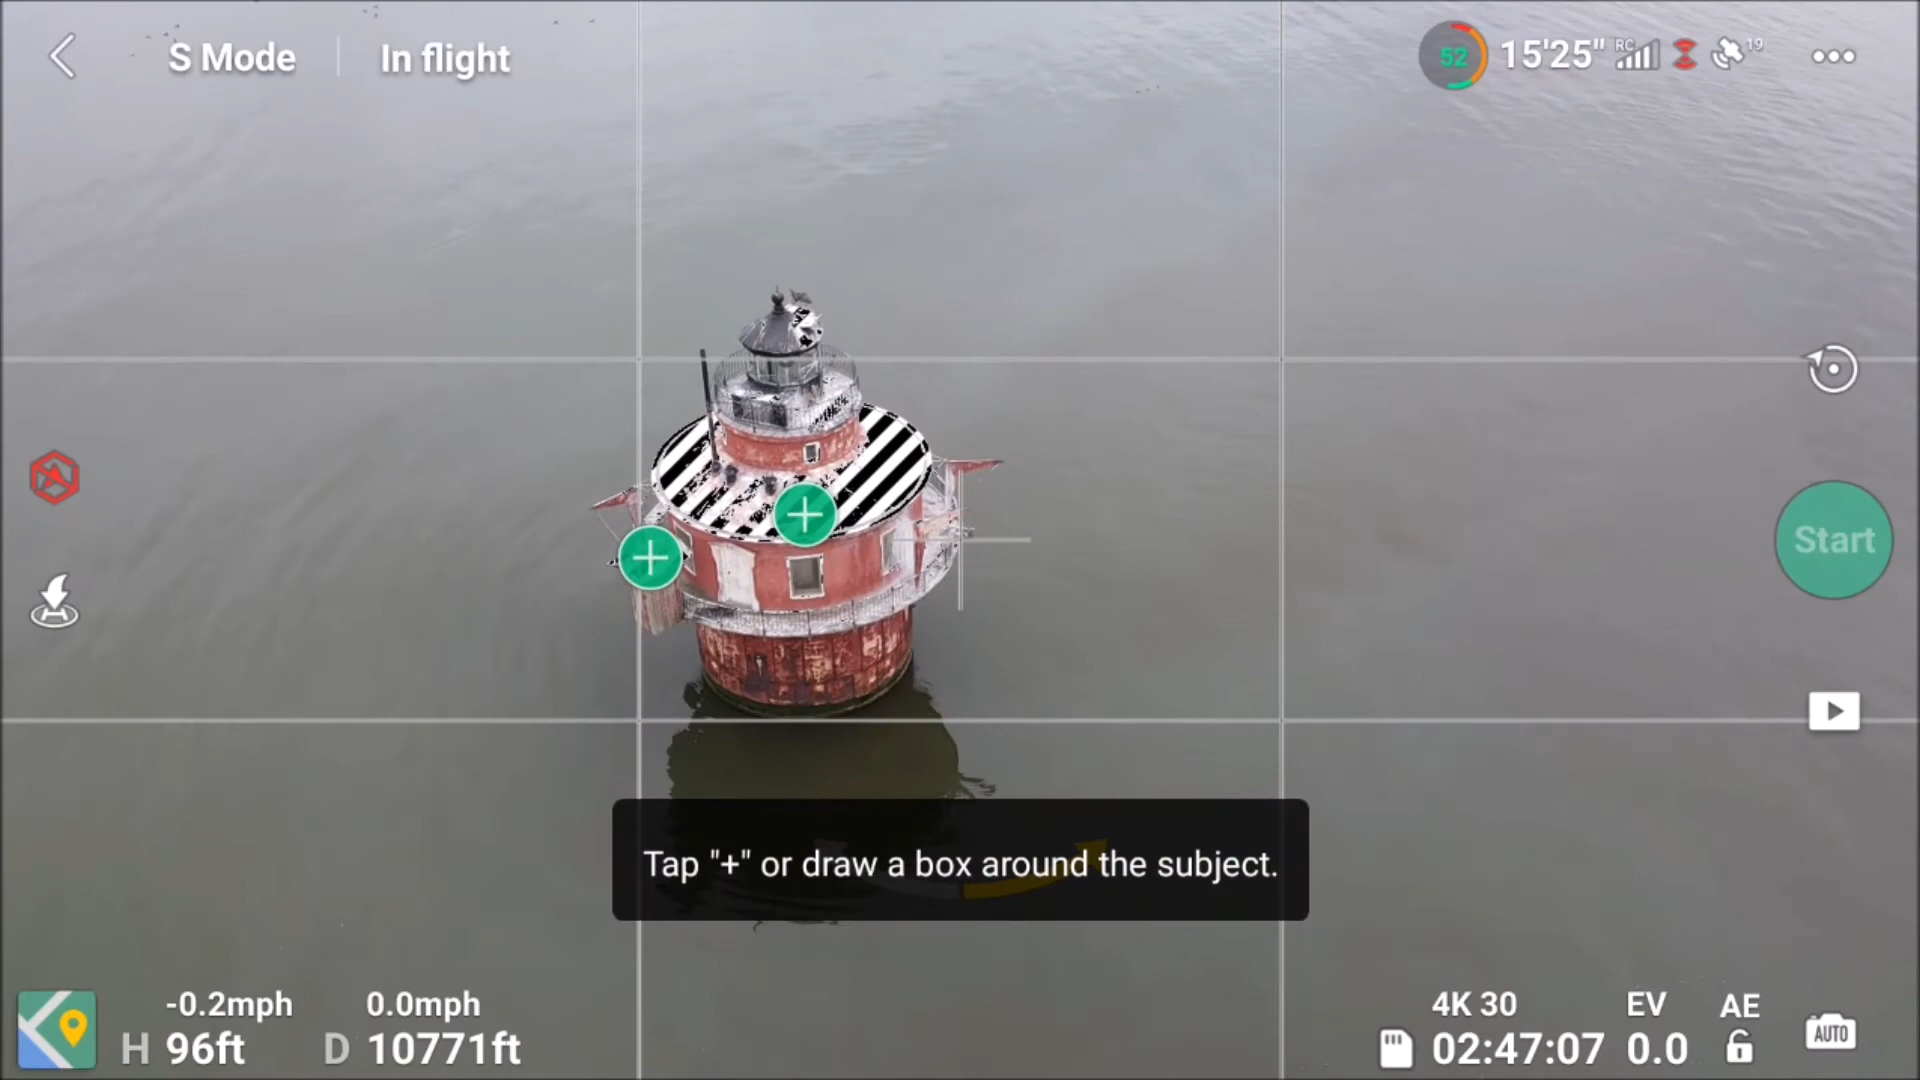 S Mode
In flight
52
15'25"
RC
19
Start
Tap "+" or draw a box around the subject.
-0.2mph
0.0mph
H 96ft
D 10771ft
4K 30
EV
AE
02:47:07
0.0
AUTO